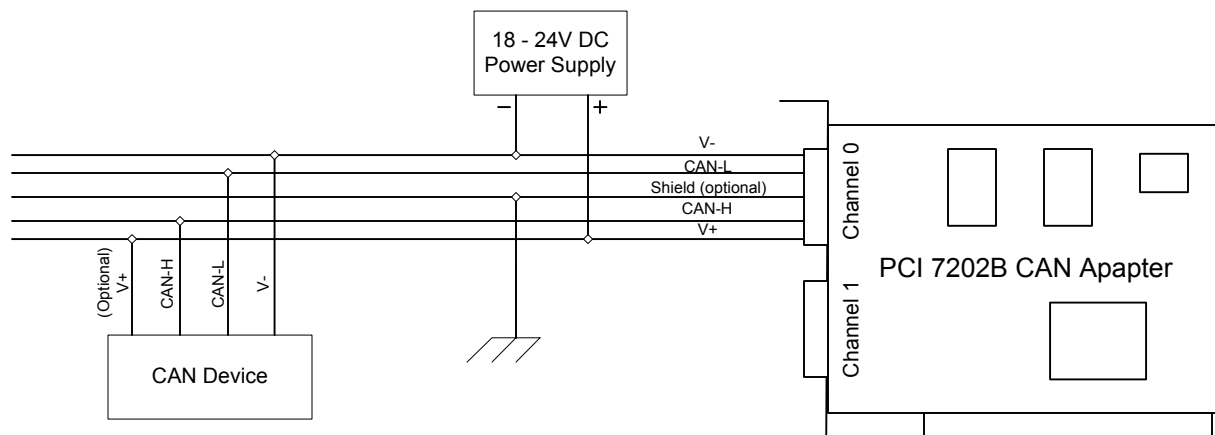 18 - 24V DC
Power Supply
–
+
V-
CAN-L
Shield (optional)
CAN-H
V+
Channel 0
Channel 1
PCI 7202B CAN Apapter
(Optional)
V+
CAN-H
CAN-L
V-
CAN Device